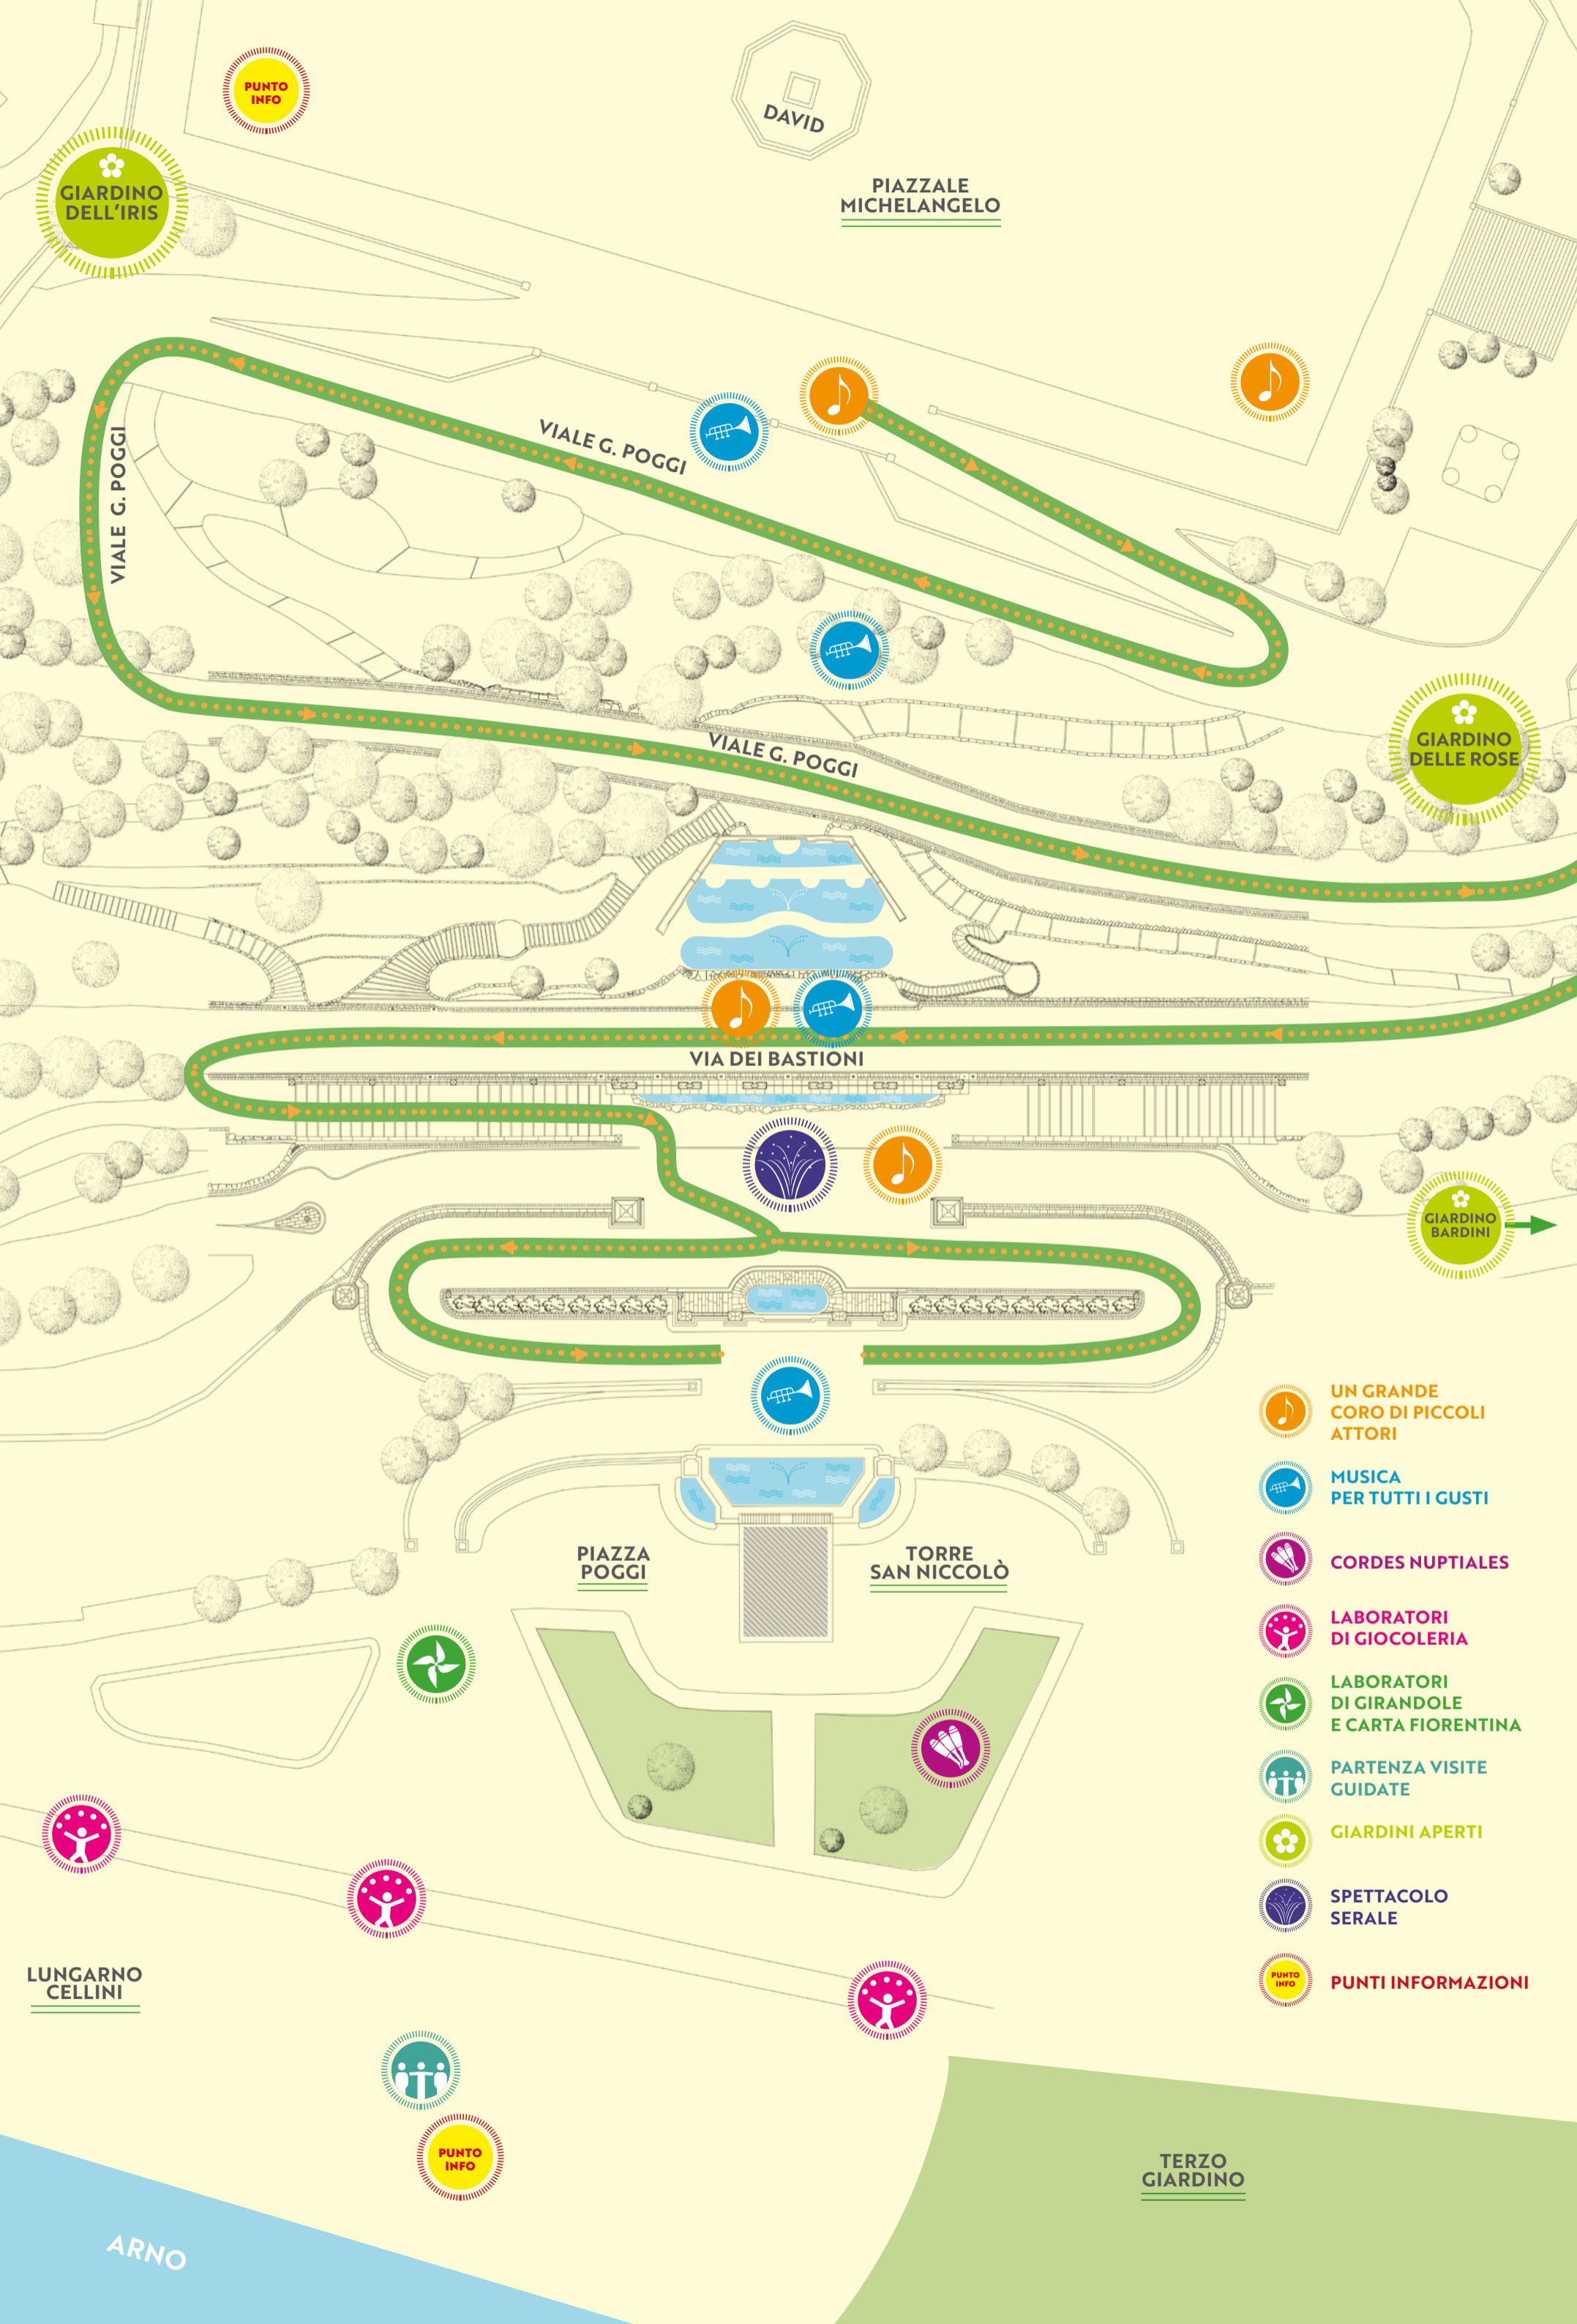 PUNTO
INFO
DAVID
GIARDINO
DELL'IRIS
PIAZZALE
MICHELANGELO
VIALE G. POGGI
VIALE G. POGGI
VIALE G. POGGI
GIARDINO
DELLE ROSE
VIA DEI BASTIONI
GIARDINO
BARDINI
PIAZZA
POGGI
TORRE
SAN NICCOLÒ
UN GRANDE
CORO DI PICCOLI
ATTORI
MUSICA
PER TUTTI I GUSTI
CORDES NUPTIALES
LABORATORI
DI GIOCOLERIA
LABORATORI
DI GIRANDOLE
E CARTA FIORENTINA
PARTENZA VISITE
GUIDATE
GIARDINI APERTI
SPETTACOLO
SERALE
PUNTO
INFO
PUNTI INFORMAZIONI
LUNGARNO
CELLINI
PUNTO
INFO
TERZO
GIARDINO
ARNO